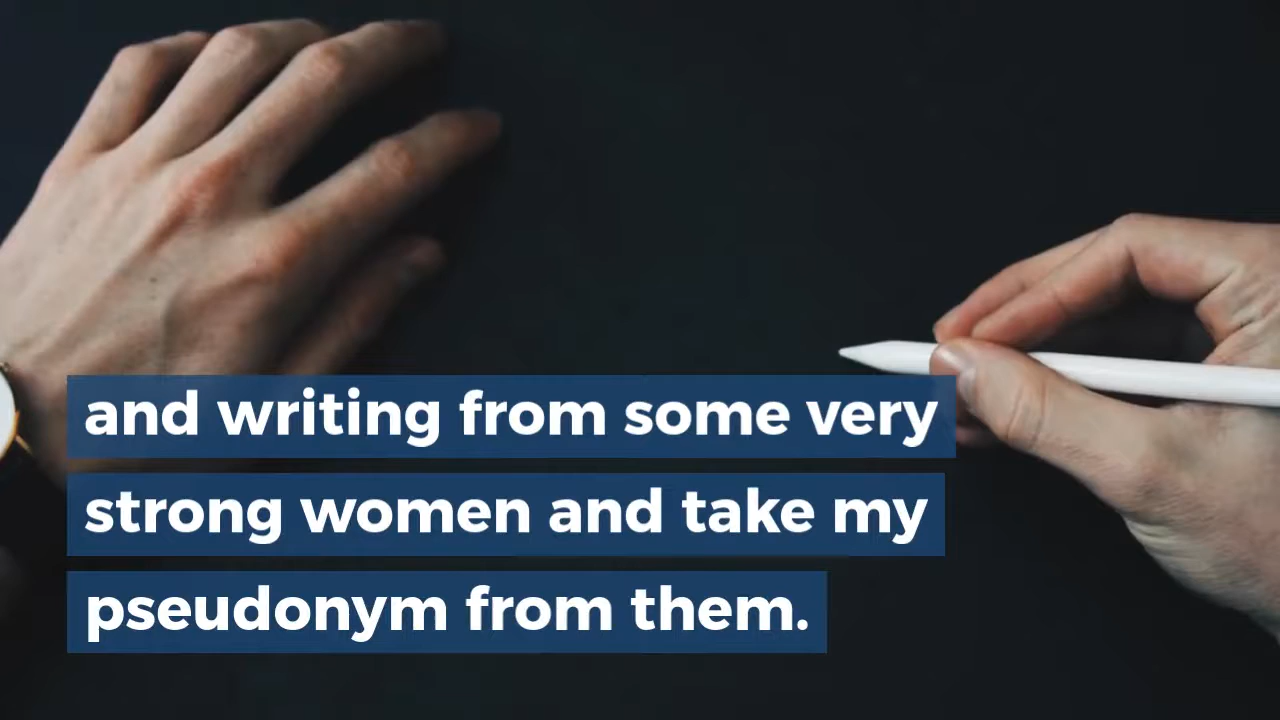 and writing from some very
strong women and take my
pseudonym from them.